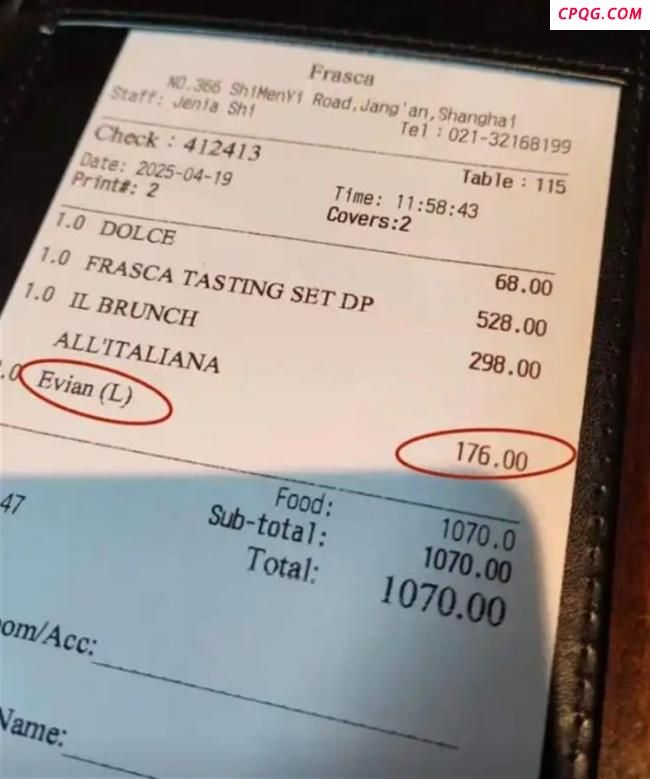 CPQG.COM
Frasca
NO.366 ShiMenYi Road,Jang'an,Shanghai
Staff: Jenia Shi
Tel:021-32168199
Check : 412413
Table : 115
Date: 2025-04-19
Time: 11:58:43
Print#: 2
Covers:2
1.0 DOLCE 68.00
1.0 FRASCA TASTING SET DP 528.00
1.0 IL BRUNCH 298.00
ALL'ITALIANA
.0 Evian (L) 176.00
Food: 1070.0
47
Sub-total: 1070.00
Total: 1070.00
oom/Acc:
Name: